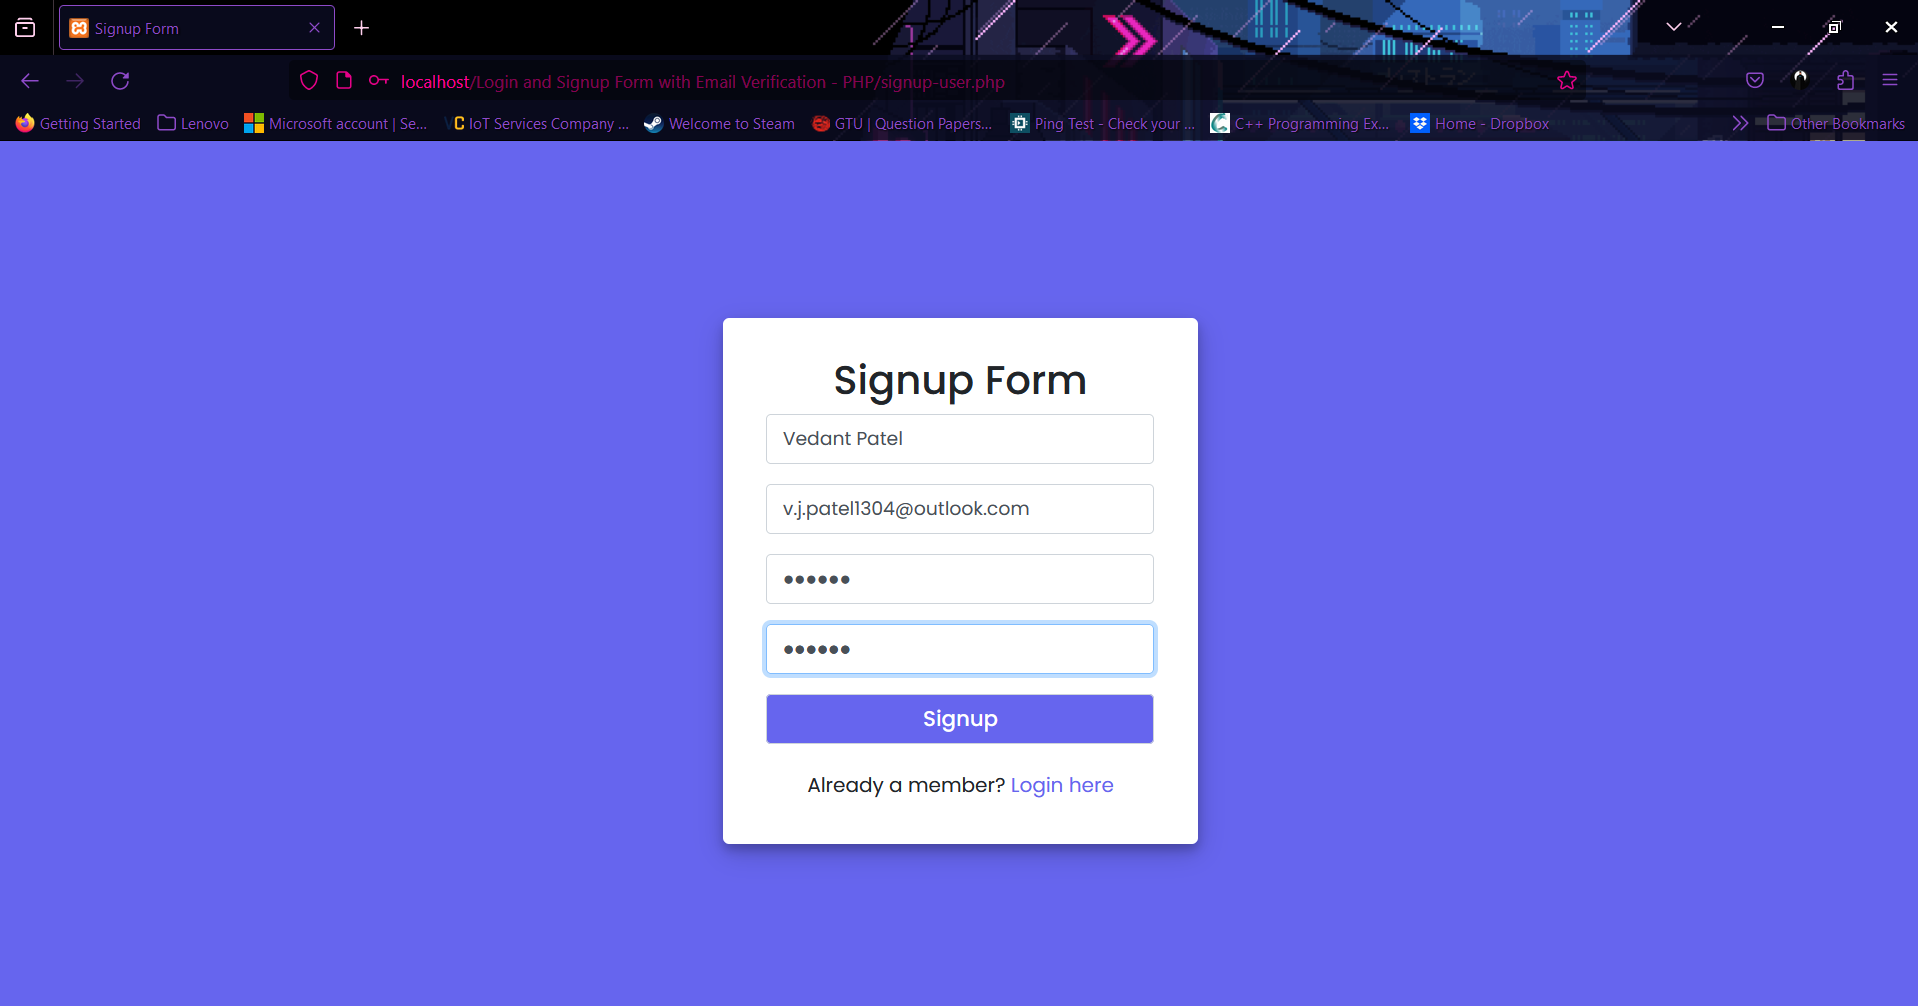 Signup Form
localhost/Login and Signup Form with Email Verification - PHP/signup-user.php
Getting Started Lenovo Microsoft account | Se... VC IoT Services Company ... Welcome to Steam GTU | Question Papers... Ping Test - Check your ... C++ Programming Ex... Home - Dropbox Other Bookmarks
Signup Form
Vedant Patel
v.j.patel1304@outlook.com
••••••
••••••
Signup
Already a member? Login here